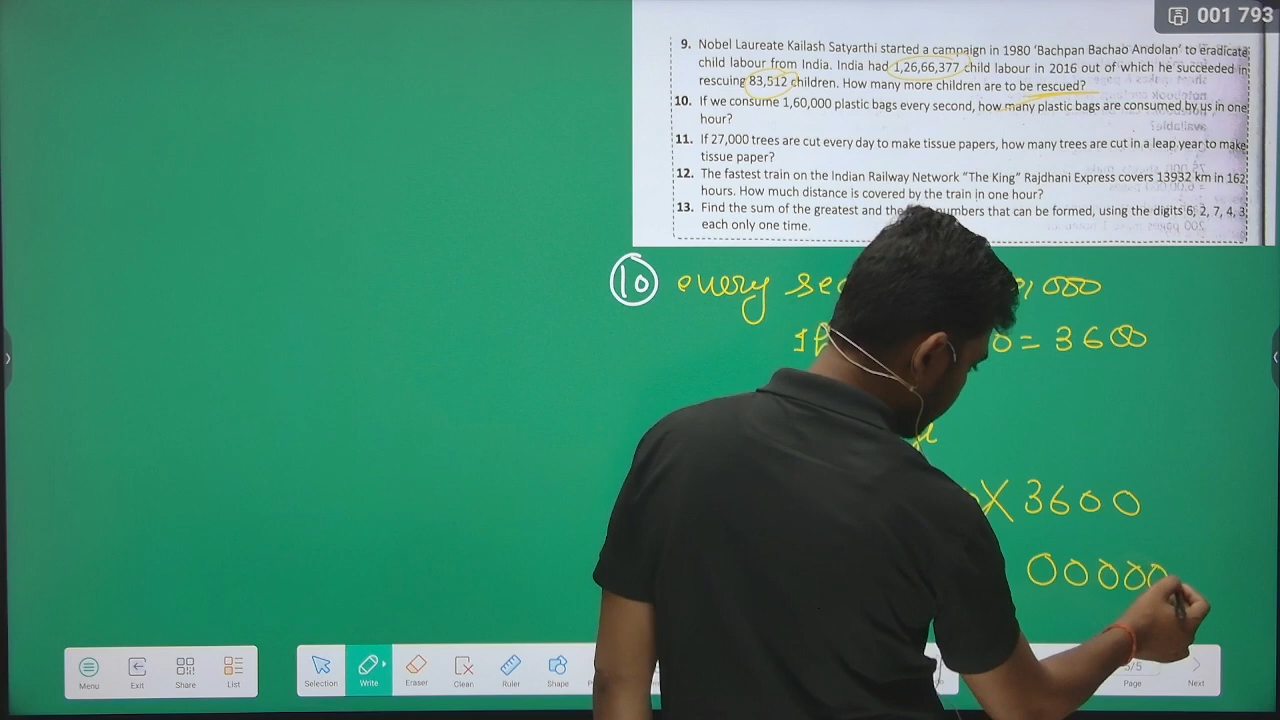 001 793
9. Nobel Laureate Kailash Satyarthi started a campaign in 1980 ‘Bachpan Bachao Andolan’ to eradicate
child labour from India. India had 1,26,66,377 child labour in 2016 out of which he succeeded in
rescuing 83,512 children. How many more children are to be rescued?
10. If we consume 1,60,000 plastic bags every second, how many plastic bags are consumed by us in one
hour?
11. If 27,000 trees are cut every day to make tissue papers, how many trees are cut in a leap year to make
tissue paper?
12. The fastest train on the Indian Railway Network “The King” Rajdhani Express covers 13932 km in 162
hours. How much distance is covered by the train in one hour?
13. Find the sum of the greatest and the numbers that can be formed, using the digits 6, 2, 7, 4, 3
each only one time.
10 every ,000
0 = 3600
X 3600
00000
Menu Exit Share List Selection Write Eraser Clean Ruler Shape 5/5 Page Next